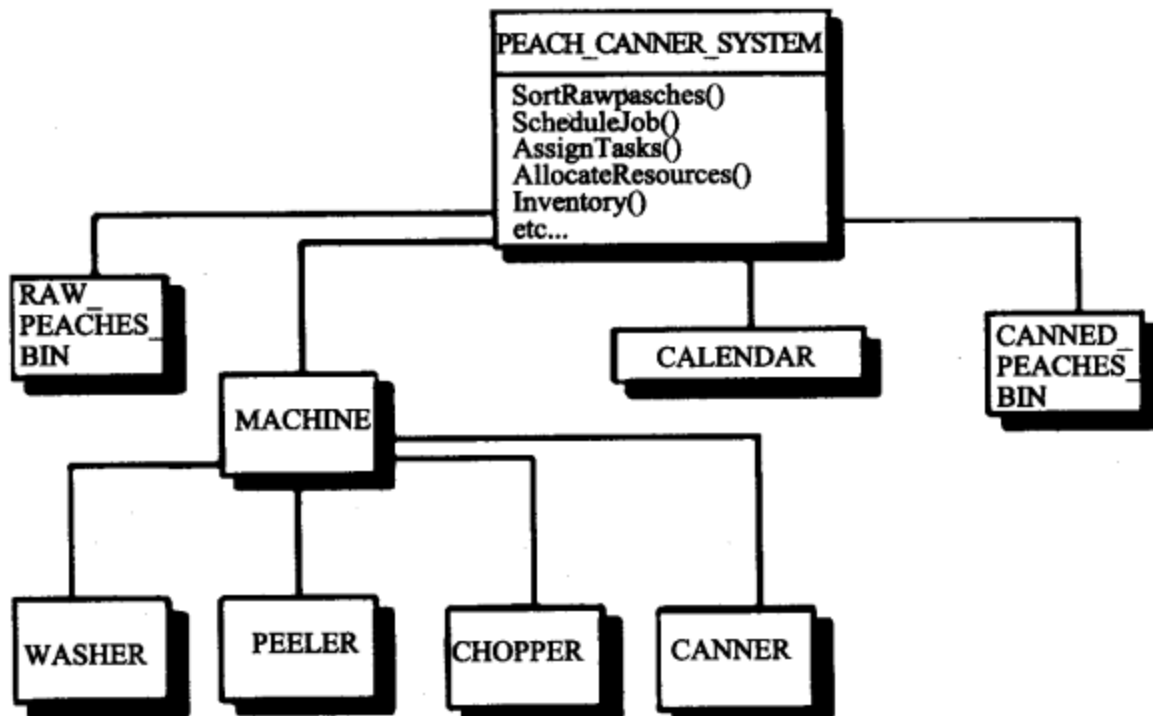 PEACH_CANNER_SYSTEM
SortRawpasches()
ScheduleJob()
AssignTasks()
AllocateResources()
Inventory()
etc...
RAW_
PEACHES_
BIN
MACHINE
CALENDAR
CANNED_
PEACHES_
BIN
WASHER
PEELER
CHOPPER
CANNER